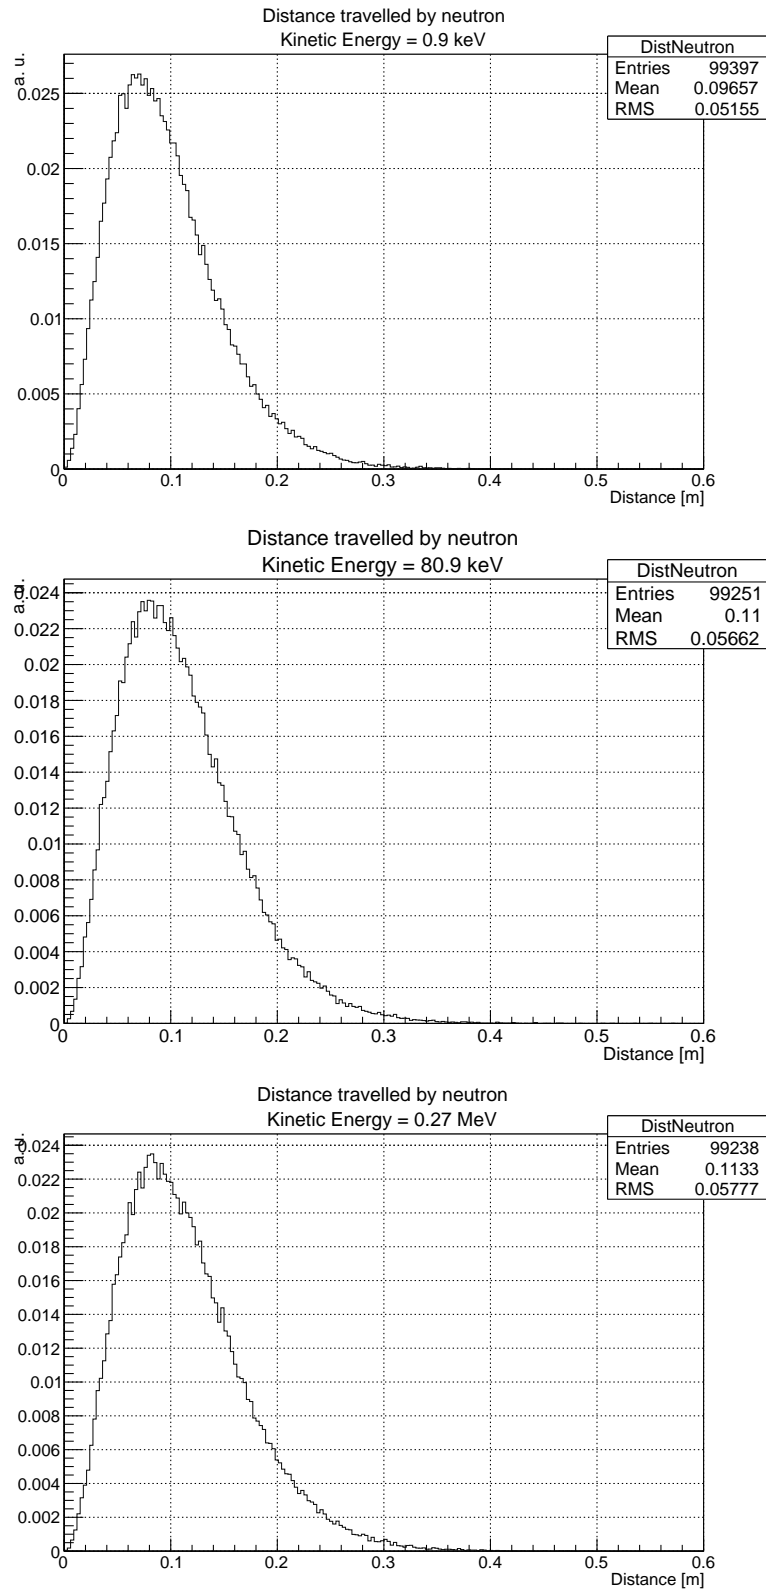 Distance travelled by neutron
Kinetic Energy = 0.9 keV
a. u.
DistNeutron
Entries 99397
Mean 0.09657
RMS 0.05155
0.025
0.02
0.015
0.01
0.005
0
0 0.1 0.2 0.3 0.4 0.5 0.6
Distance [m]
Distance travelled by neutron
Kinetic Energy = 80.9 keV
a. u.
DistNeutron
Entries 99251
Mean 0.11
RMS 0.05662
0.024
0.022
0.02
0.018
0.016
0.014
0.012
0.01
0.008
0.006
0.004
0.002
0
0 0.1 0.2 0.3 0.4 0.5 0.6
Distance [m]
Distance travelled by neutron
Kinetic Energy = 0.27 MeV
a. u.
DistNeutron
Entries 99238
Mean 0.1133
RMS 0.05777
0.024
0.022
0.02
0.018
0.016
0.014
0.012
0.01
0.008
0.006
0.004
0.002
0
0 0.1 0.2 0.3 0.4 0.5 0.6
Distance [m]